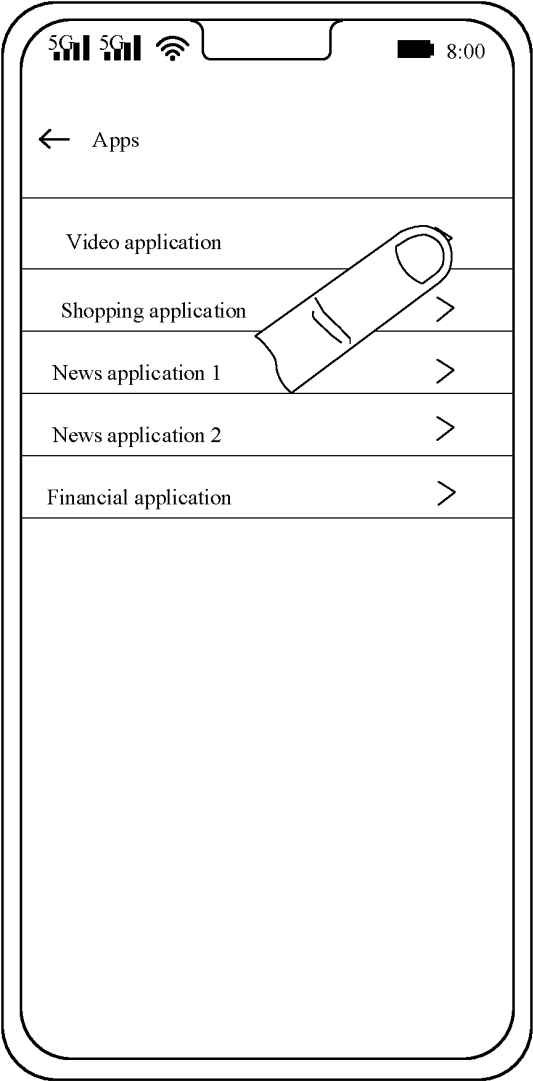 5G 5G 8:00
Apps
Video application
Shopping application
News application 1
News application 2
Financial application